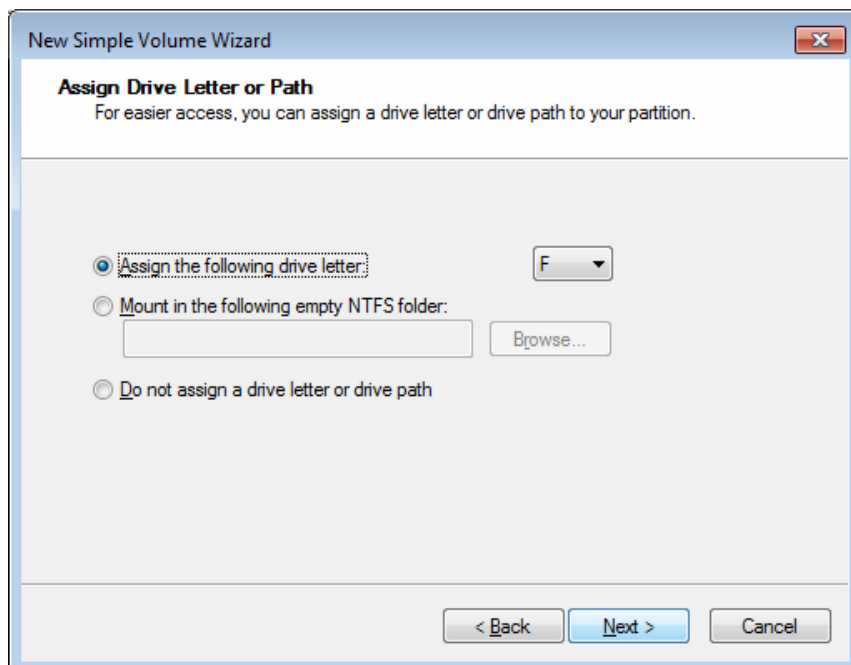 New Simple Volume Wizard
Assign Drive Letter or Path
For easier access, you can assign a drive letter or drive path to your partition.
Assign the following drive letter: F
Mount in the following empty NTFS folder:
Browse...
Do not assign a drive letter or drive path
< Back Next > Cancel